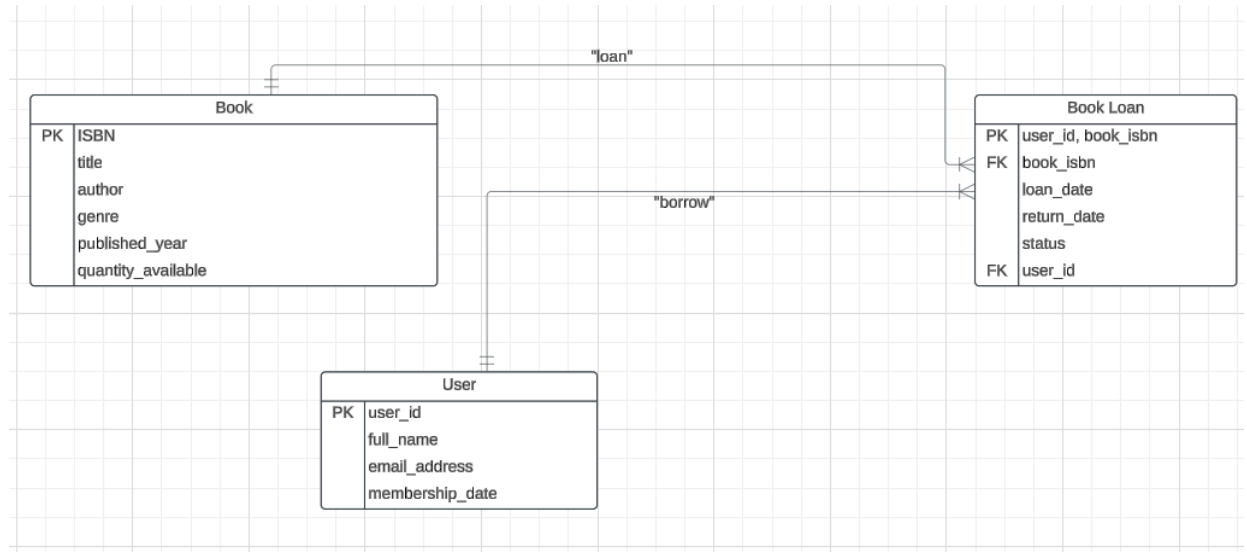 "loan"
Book
PK ISBN
title
author
genre
published_year
quantity_available
Book Loan
PK user_id, book_isbn
FK book_isbn
loan_date
return_date
status
FK user_id
"borrow"
User
PK user_id
full_name
email_address
membership_date